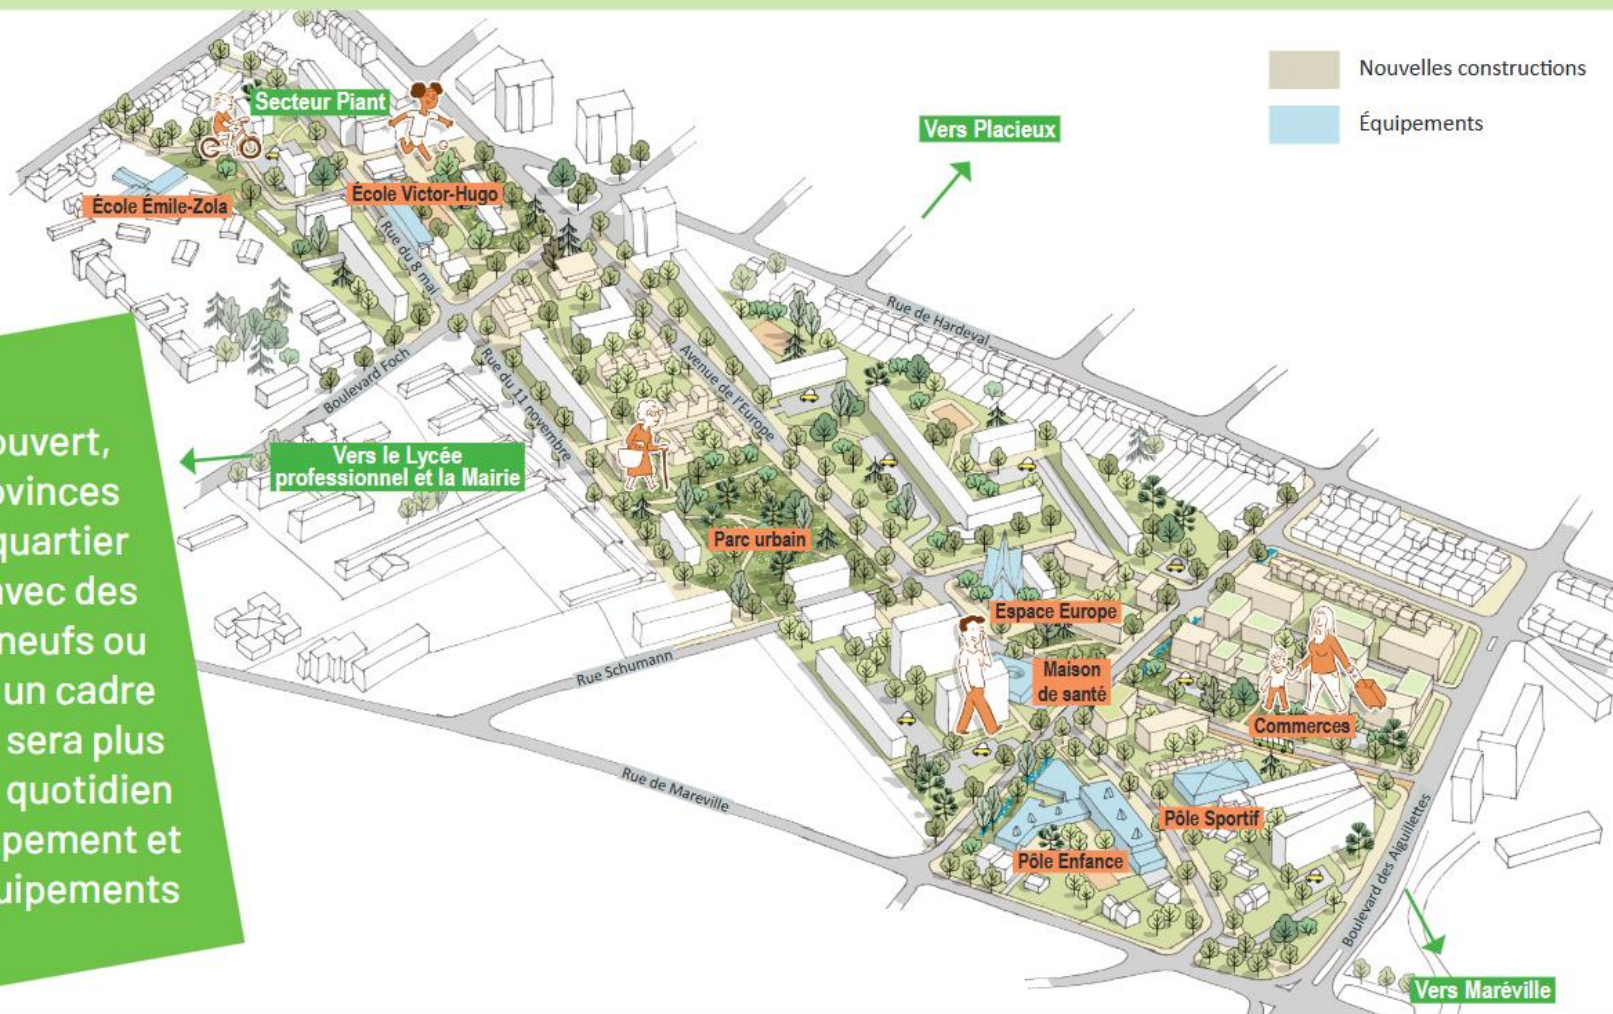 Nouvelles constructions
Équipements
Secteur Piant
Vers Placieux
École Émile-Zola
École Victor-Hugo
Rue du 8 mai
Rue de Hardeval
Boulevard Foch
Rue du 11 novembre
Avenue de l'Europe
Vers le Lycée
professionnel et la Mairie
Parc urbain
Espace Europe
Maison
de santé
Commerces
Rue Schumann
Rue de Mareville
Pôle Sportif
Pôle Enfance
Boulevard des Aiguillettes
Vers Maréville
ouvert,
ovinces
quartier
avec des
neufs ou
un cadre
sera plus
quotidien
pement et
uipements